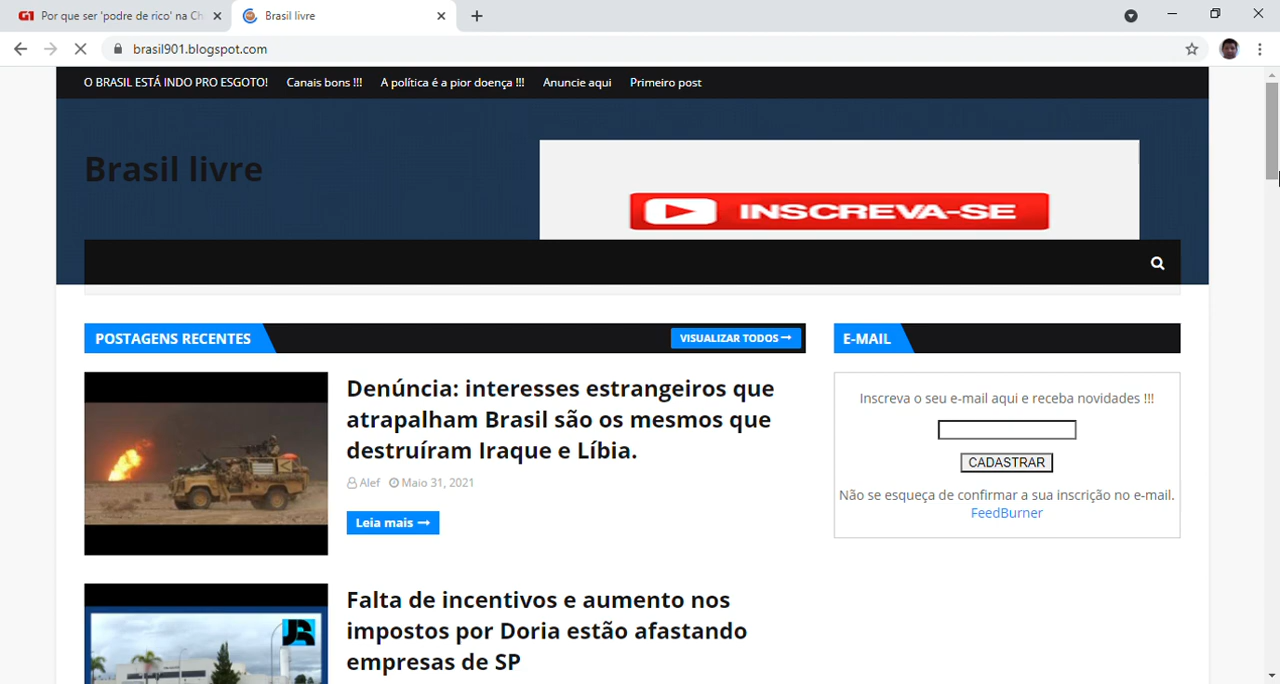 G1 Por que ser 'podre de rico' na Ch
Brasil livre
brasil901.blogspot.com
O BRASIL ESTÁ INDO PRO ESGOTO! Canais bons !!! A política é a pior doença !!! Anuncie aqui Primeiro post
Brasil livre
INSCREVA-SE
POSTAGENS RECENTES
VISUALIZAR TODOS
Denúncia: interesses estrangeiros que
atrapalham Brasil são os mesmos que
destruíram Iraque e Líbia.
Alef Maio 31, 2021
Leia mais
Falta de incentivos e aumento nos
impostos por Doria estão afastando
empresas de SP
E-MAIL
Inscreva o seu e-mail aqui e receba novidades !!!
CADASTRAR
Não se esqueça de confirmar a sua inscrição no e-mail.
FeedBurner